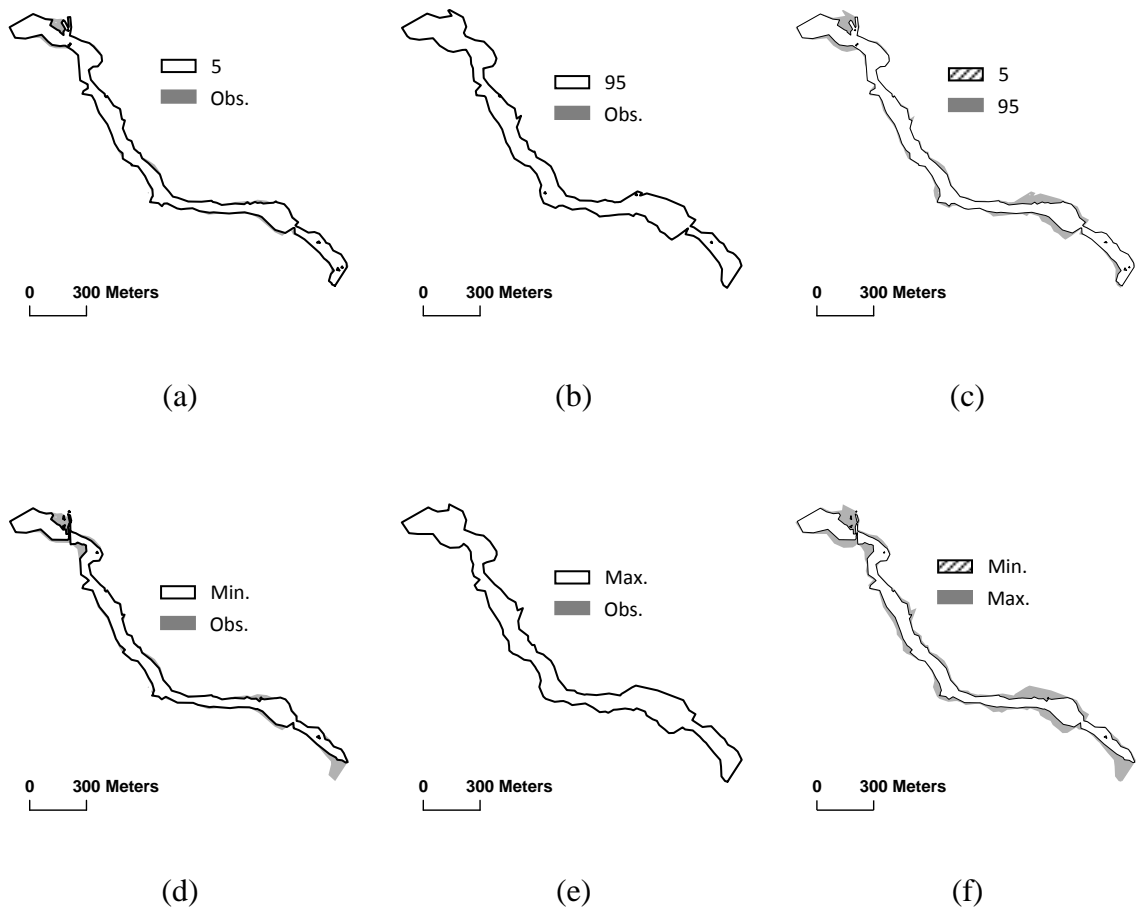 5
Obs.
0 300 Meters
(a)
95
Obs.
0 300 Meters
(b)
5
95
0 300 Meters
(c)
Min.
Obs.
0 300 Meters
(d)
Max.
Obs.
0 300 Meters
(e)
Min.
Max.
0 300 Meters
(f)